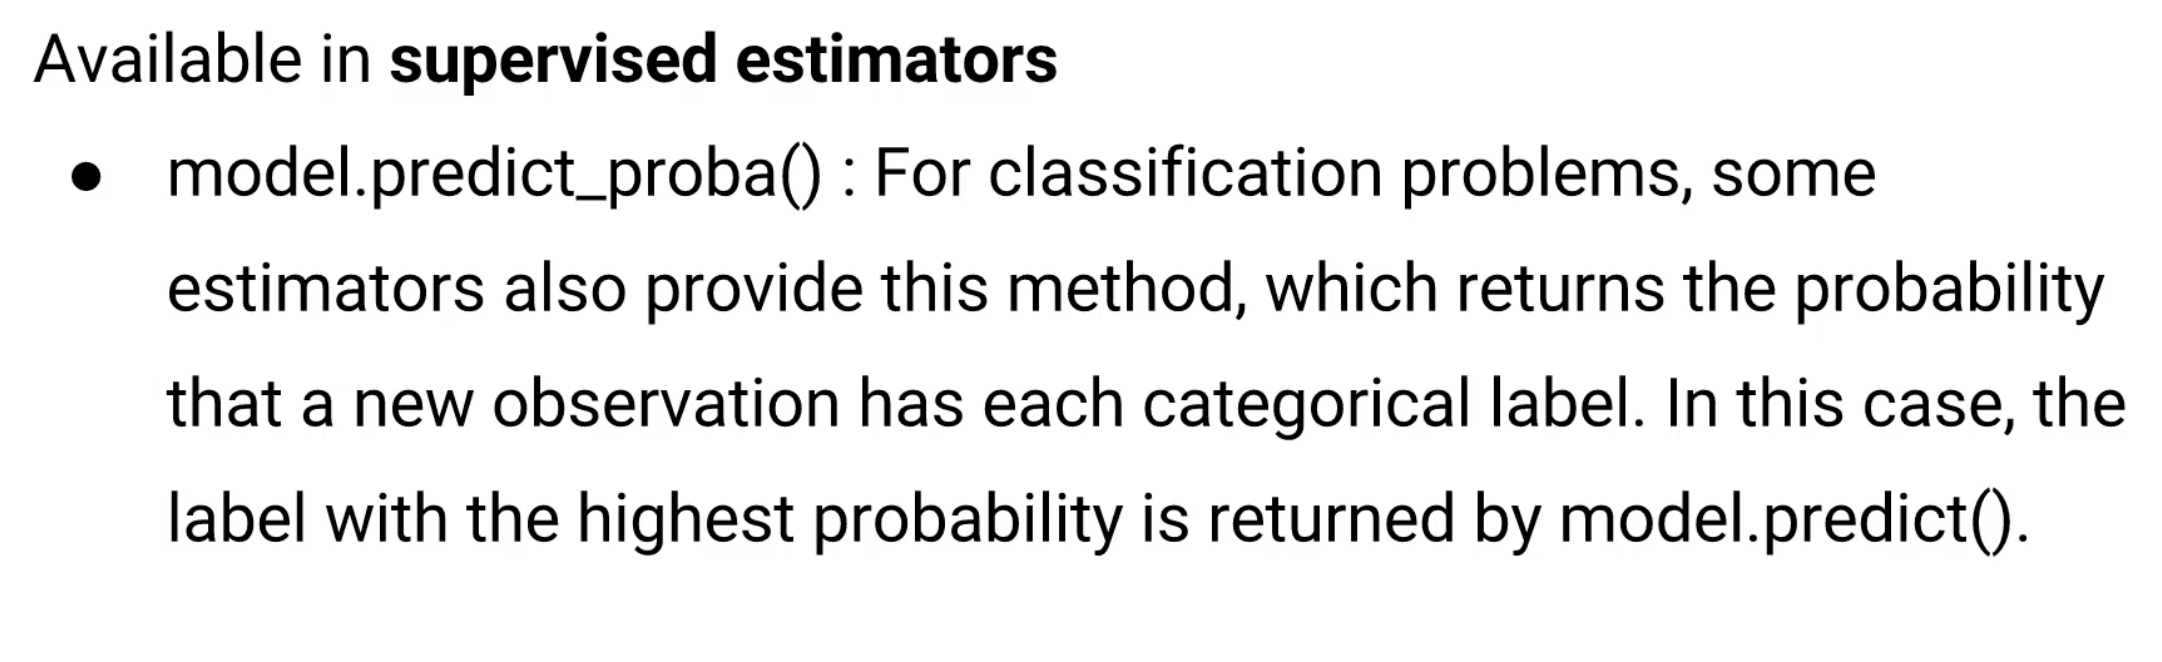 Available in supervised estimators
● model.predict_proba() : For classification problems, some
estimators also provide this method, which returns the probability
that a new observation has each categorical label. In this case, the
label with the highest probability is returned by model.predict().